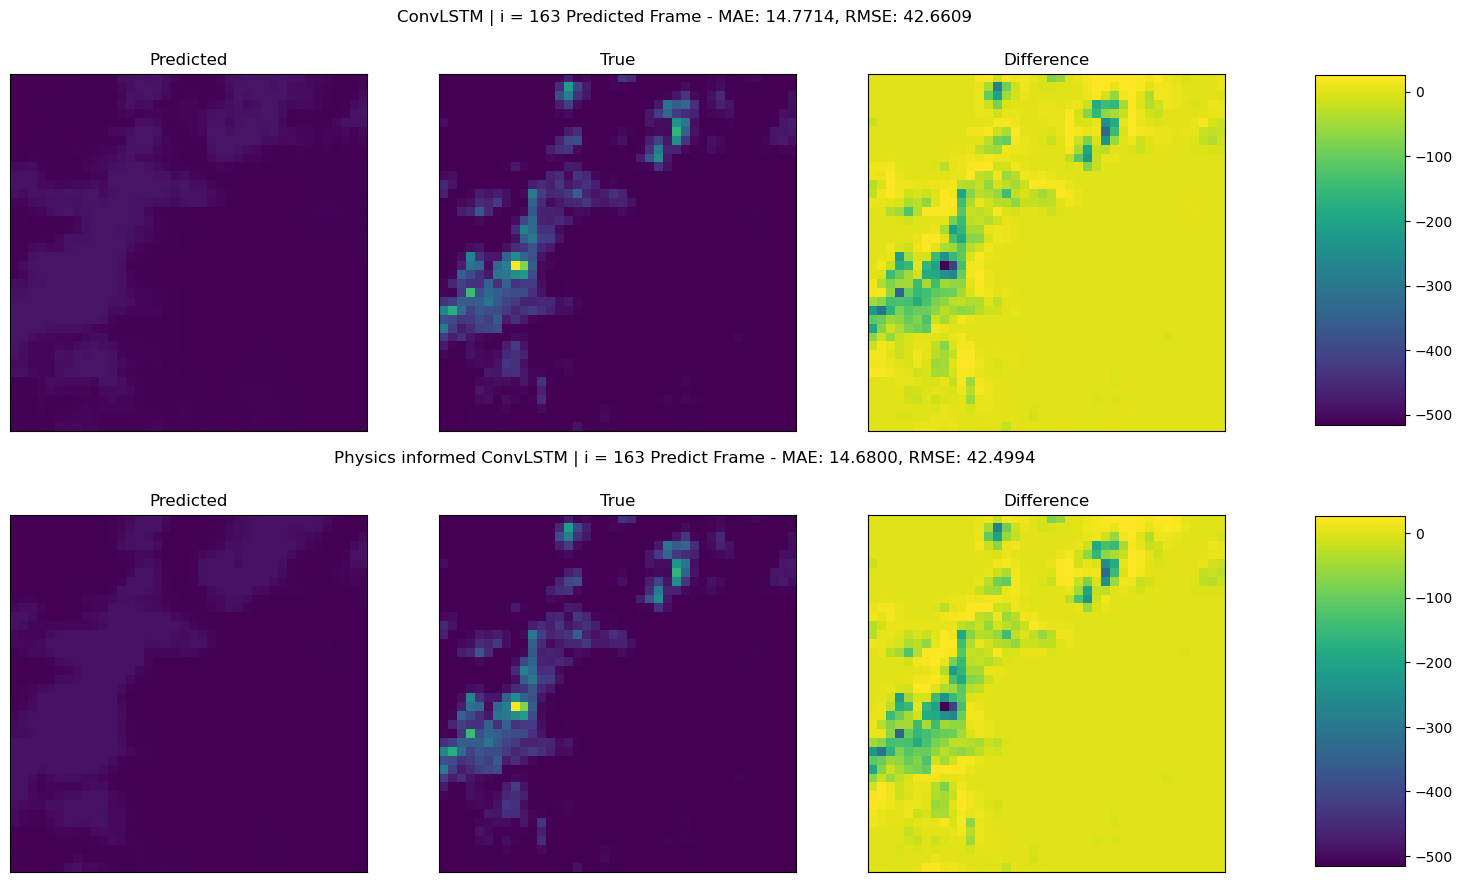 ConvLSTM | i = 163 Predicted Frame - MAE: 14.7714, RMSE: 42.6609
Predicted
True
Difference
0
−100
−200
−300
−400
−500
Physics informed ConvLSTM | i = 163 Predict Frame - MAE: 14.6800, RMSE: 42.4994
Predicted
True
Difference
0
−100
−200
−300
−400
−500